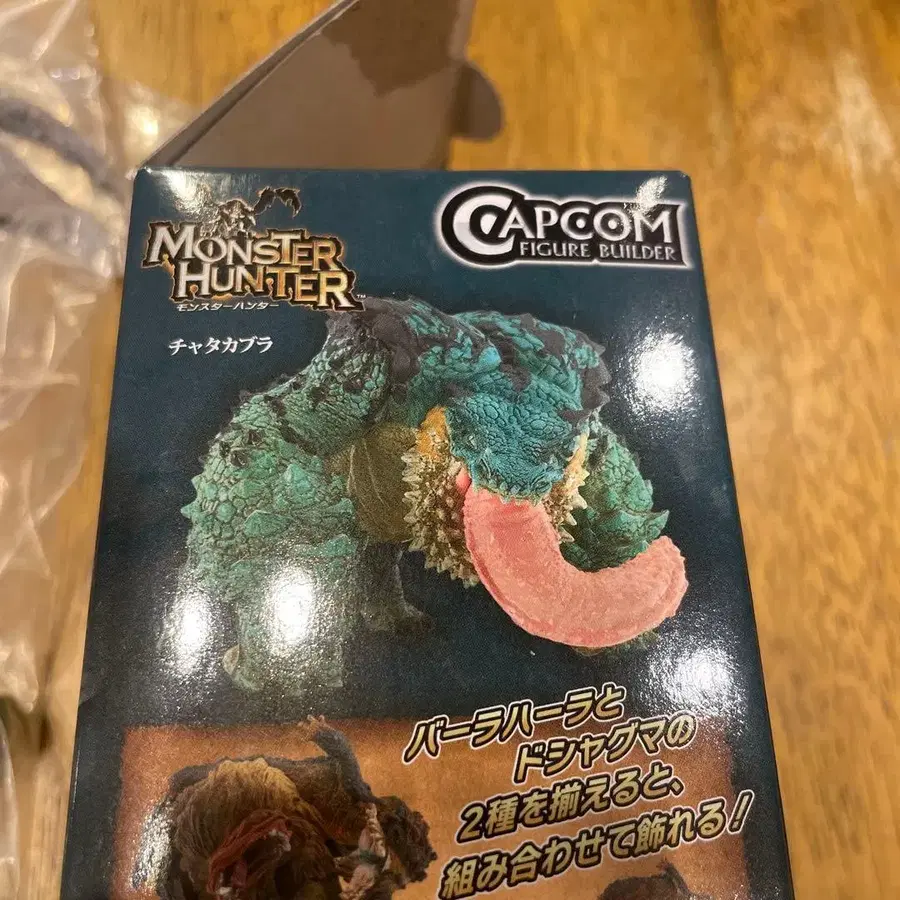 MONSTER
HUNTER™
モンスターハンター
チャタカブラ
CAPCOM
FIGURE BUILDER
バーラハーラと
ドシャグマの
2種を揃えると、
組み合わせて飾れる！